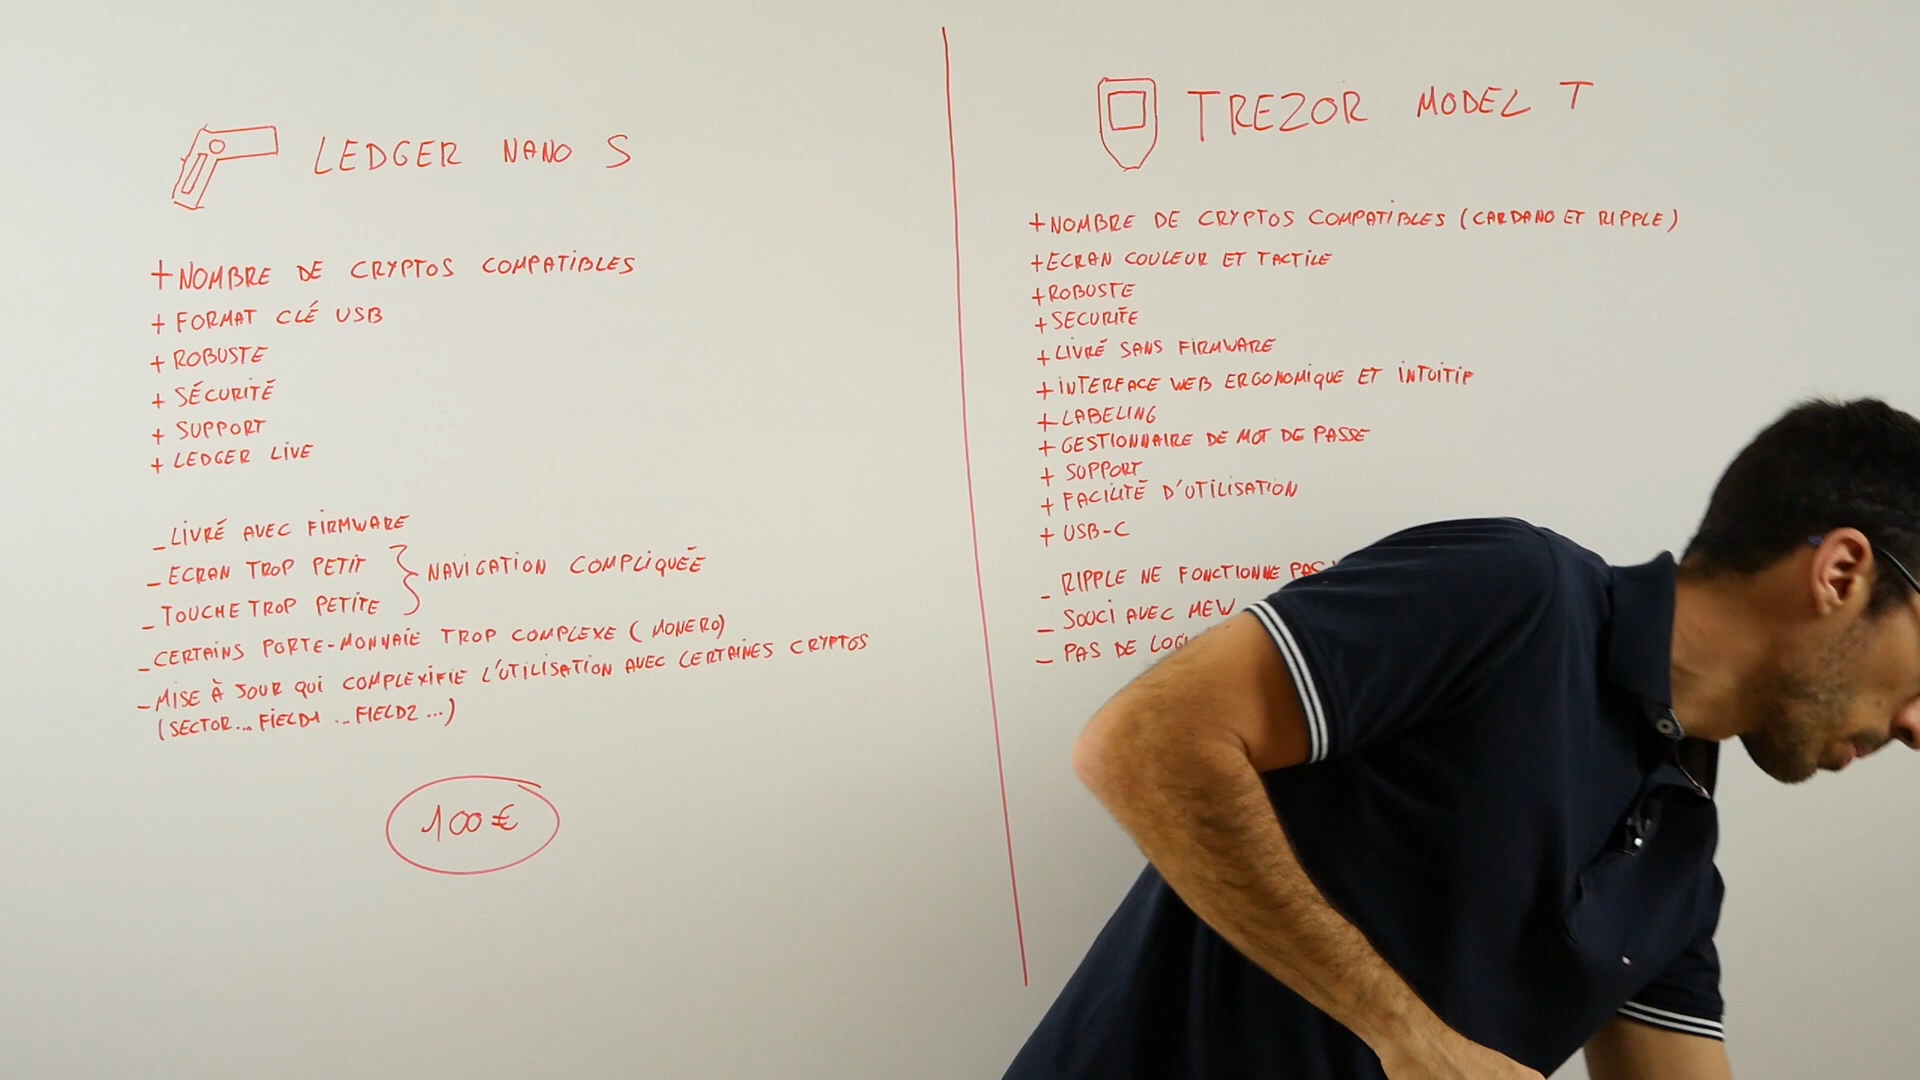 LEDGER NANO S
+ NOMBRE DE CRYPTOS COMPATIBLES
+ FORMAT CLÉ USB
+ ROBUSTE
+ SÉCURITÉ
+ SUPPORT
+ LEDGER LIVE
- LIVRÉ AVEC FIRMWARE
- ECRAN TROP PETIT
- TOUCHE TROP PETITE
NAVIGATION COMPLIQUÉE
- CERTAINS PORTE-MONNAIE TROP COMPLEXE (MONERO)
- MISE À JOUR QUI COMPLEXIFIE L'UTILISATION AVEC CERTAINES CRYPTOS
(SECTOR... FIELD1 ... FIELD2 ...)
100€
TREZOR MODEL T
+ NOMBRE DE CRYPTOS COMPATIBLES (CARDANO ET RIPPLE)
+ ECRAN COULEUR ET TACTILE
+ ROBUSTE
+ SECURITÉ
+ LIVRÉ SANS FIRMWARE
+ INTERFACE WEB ERGONOMIQUE ET INTUITIF
+ LABELING
+ GESTIONNAIRE DE MOT DE PASSE
+ SUPPORT
+ FACILITÉ D'UTILISATION
+ USB-C
- RIPPLE NE FONCTIONNE PAS
- SOUCI AVEC MEW
- PAS DE